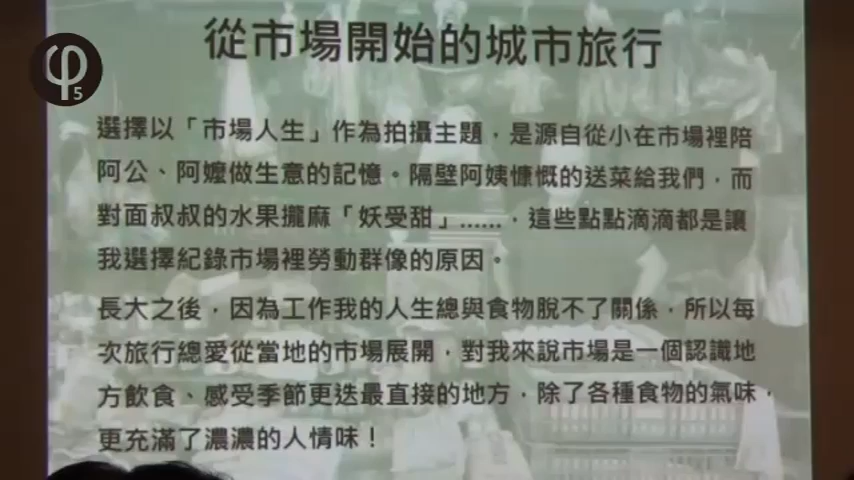 從市場開始的城市旅行
φ5
選擇以「市場人生」作為拍攝主題，是源自從小在市場裡陪
阿公、阿嬤做生意的記憶。隔壁阿姨慷慨的送菜給我們，而
對面叔叔的水果攏麻「妖受甜」……，這些點點滴滴都是讓
我選擇紀錄市場裡勞動群像的原因。
長大之後，因為工作我的人生總與食物脫不了關係，所以每
次旅行總愛從當地的市場展開，對我來說市場是一個認識地
方飲食、感受季節更迭最直接的地方，除了各種食物的氣味，
更充滿了濃濃的人情味！